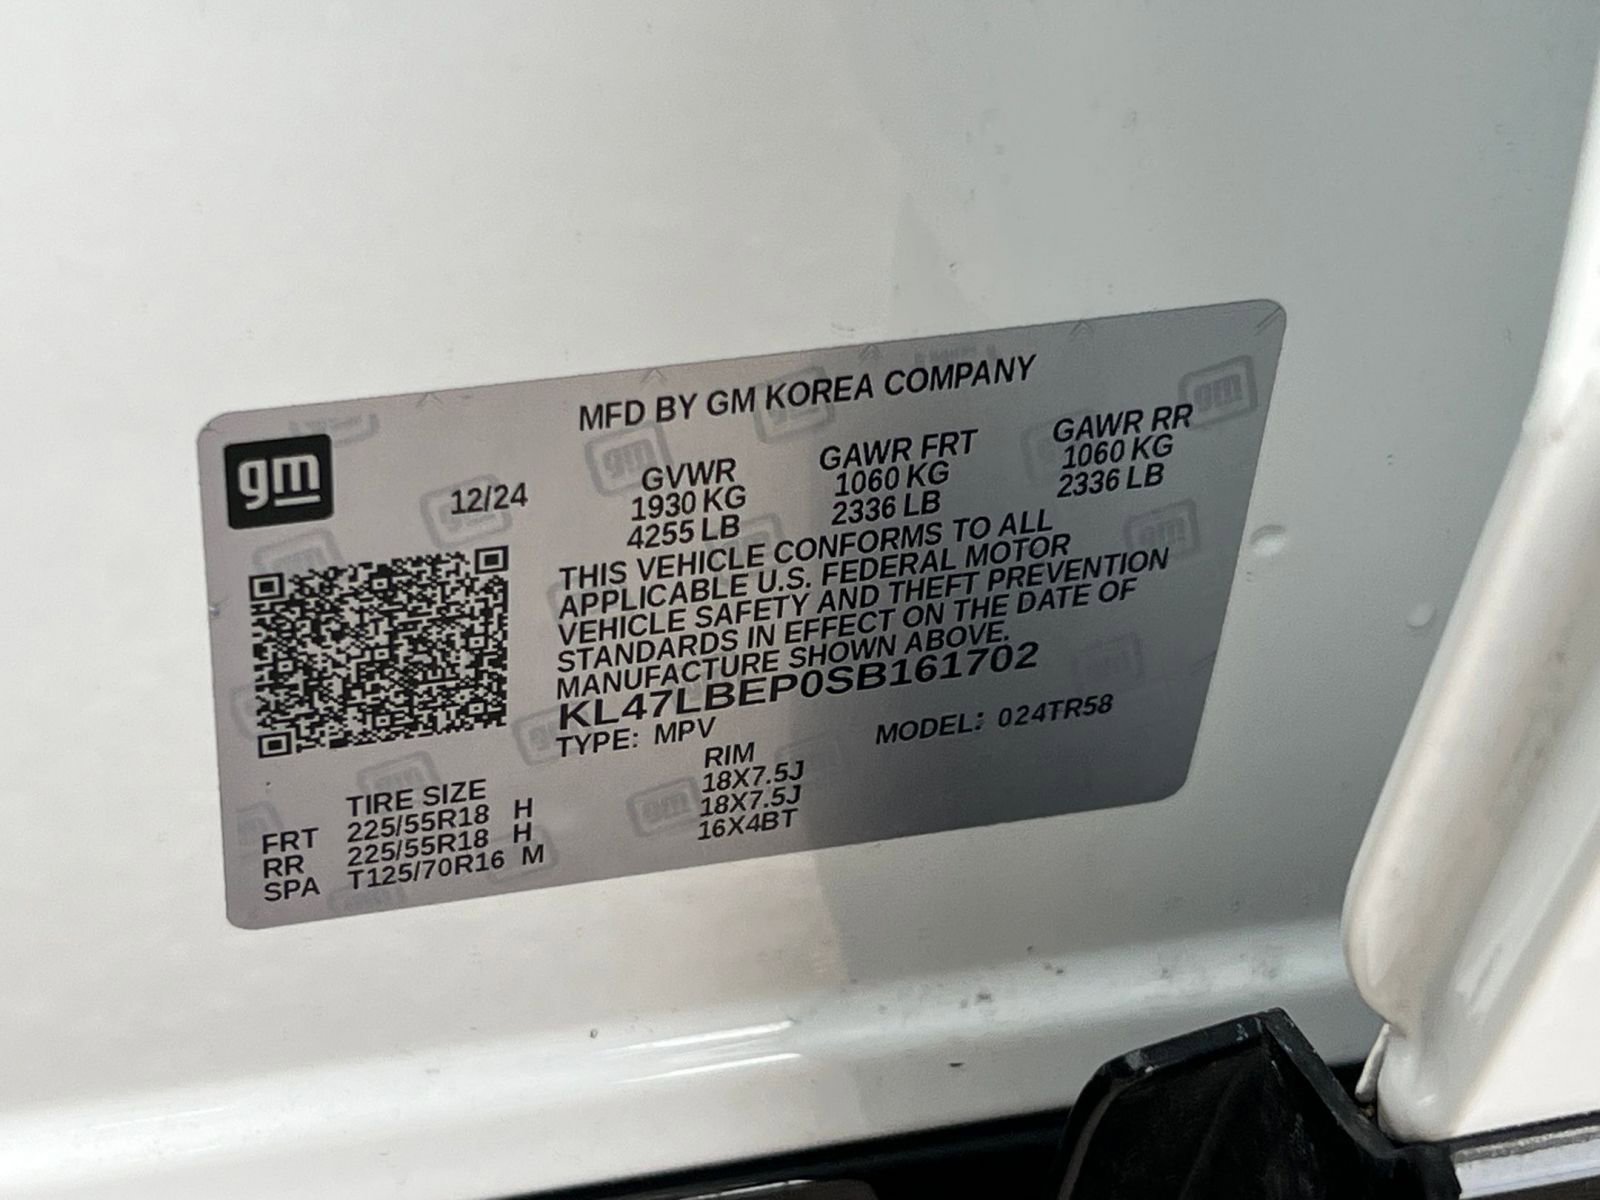 MFD BY GM KOREA COMPANY
gm
12/24
GVWR GAWR FRT GAWR RR
1930 KG 1060 KG 1060 KG
4255 LB 2336 LB 2336 LB
THIS VEHICLE CONFORMS TO ALL
APPLICABLE U.S. FEDERAL MOTOR
VEHICLE SAFETY AND THEFT PREVENTION
STANDARDS IN EFFECT ON THE DATE OF
MANUFACTURE SHOWN ABOVE.
KL47LBEP0SB161702
TYPE: MPV MODEL: 024TR58
TIRE SIZE RIM
FRT 225/55R18 H 18X7.5J
RR 225/55R18 H 18X7.5J
SPA T125/70R16 M 16X4BT